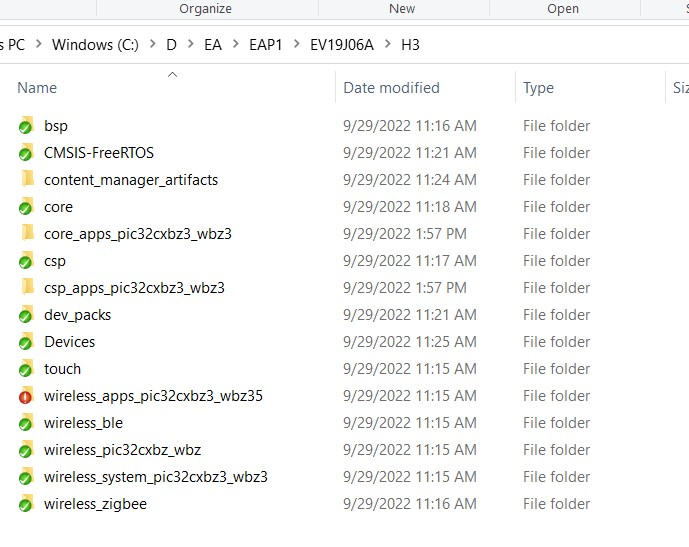 Organize New Open S
s PC > Windows (C:) > D > EA > EAP1 > EV19J06A > H3
Name Date modified Type Siz
bsp 9/29/2022 11:16 AM File folder
CMSIS-FreeRTOS 9/29/2022 11:21 AM File folder
content_manager_artifacts 9/29/2022 11:24 AM File folder
core 9/29/2022 11:18 AM File folder
core_apps_pic32cxbz3_wbz3 9/29/2022 1:57 PM File folder
csp 9/29/2022 11:17 AM File folder
csp_apps_pic32cxbz3_wbz3 9/29/2022 1:57 PM File folder
dev_packs 9/29/2022 11:21 AM File folder
Devices 9/29/2022 11:25 AM File folder
touch 9/29/2022 11:15 AM File folder
wireless_apps_pic32cxbz3_wbz35 9/29/2022 11:15 AM File folder
wireless_ble 9/29/2022 11:15 AM File folder
wireless_pic32cxbz_wbz 9/29/2022 11:15 AM File folder
wireless_system_pic32cxbz3_wbz3 9/29/2022 11:15 AM File folder
wireless_zigbee 9/29/2022 11:16 AM File folder